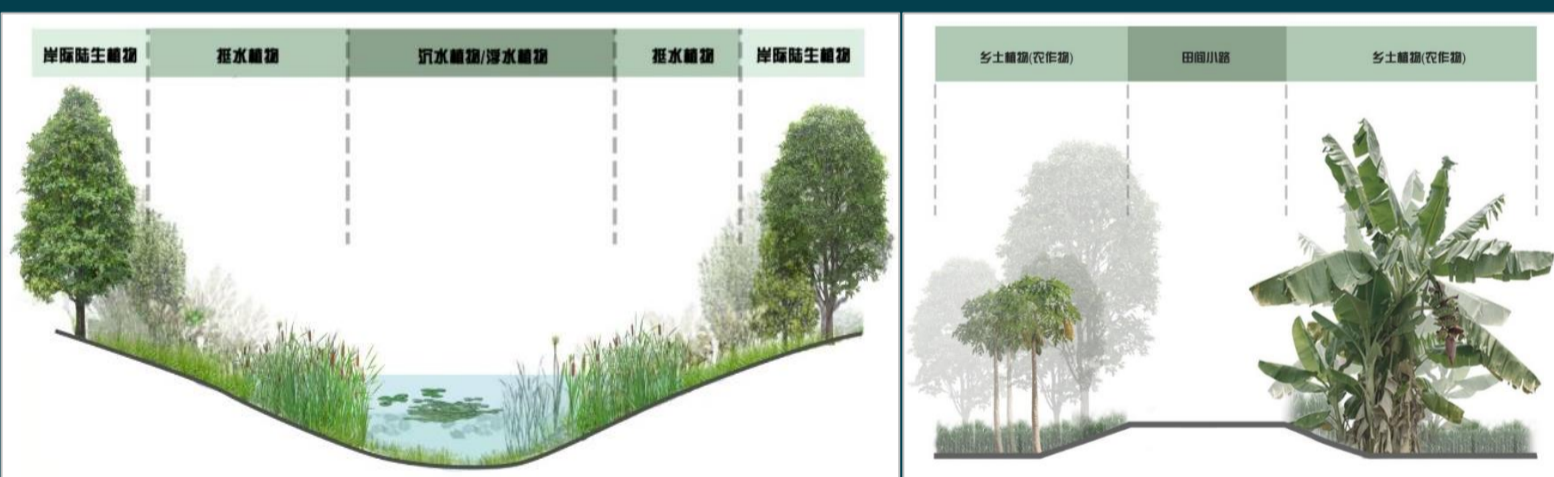 岸际陆生植物
挺水植物
沉水植物/浮水植物
挺水植物
岸际陆生植物
乡土植物(农作物)
田间小路
乡土植物(农作物)